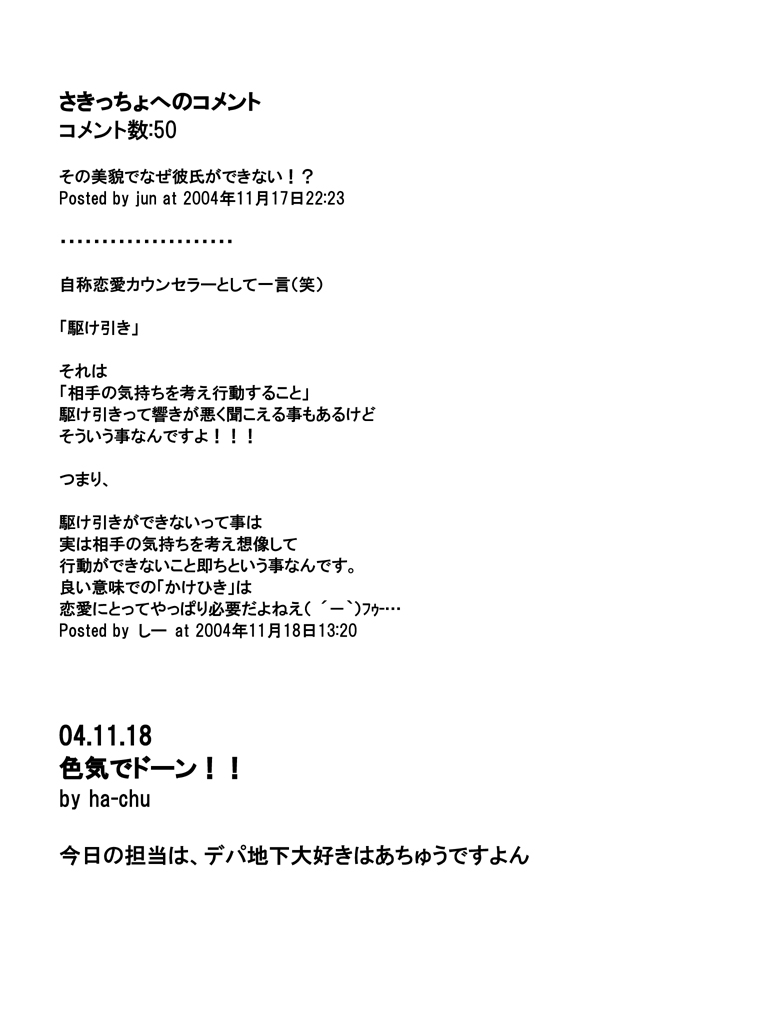 さきっちょへのコメント
コメント数:50
その美貌でなぜ彼氏ができない！？
Posted by jun at 2004年11月17日22:23
・・・・・・・・・・・・・・・・・・・・・
自称恋愛カウンセラーとして一言（笑）
「駆け引き」
それは
「相手の気持ちを考え行動すること」
駆け引きって響きが悪く聞こえる事もあるけど
そういう事なんですよ！！！
つまり、
駆け引きができないって事は
実は相手の気持ちを考え想像して
行動ができないこと即ちという事なんです。
良い意味での「かけひき」は
恋愛にとってやっぱり必要だよねえ（ ´ー｀）ﾌｩｰ…
Posted by しー at 2004年11月18日13:20
04.11.18
色気でドーン！！
by ha-chu
今日の担当は、デパ地下大好きはあちゅうですよん